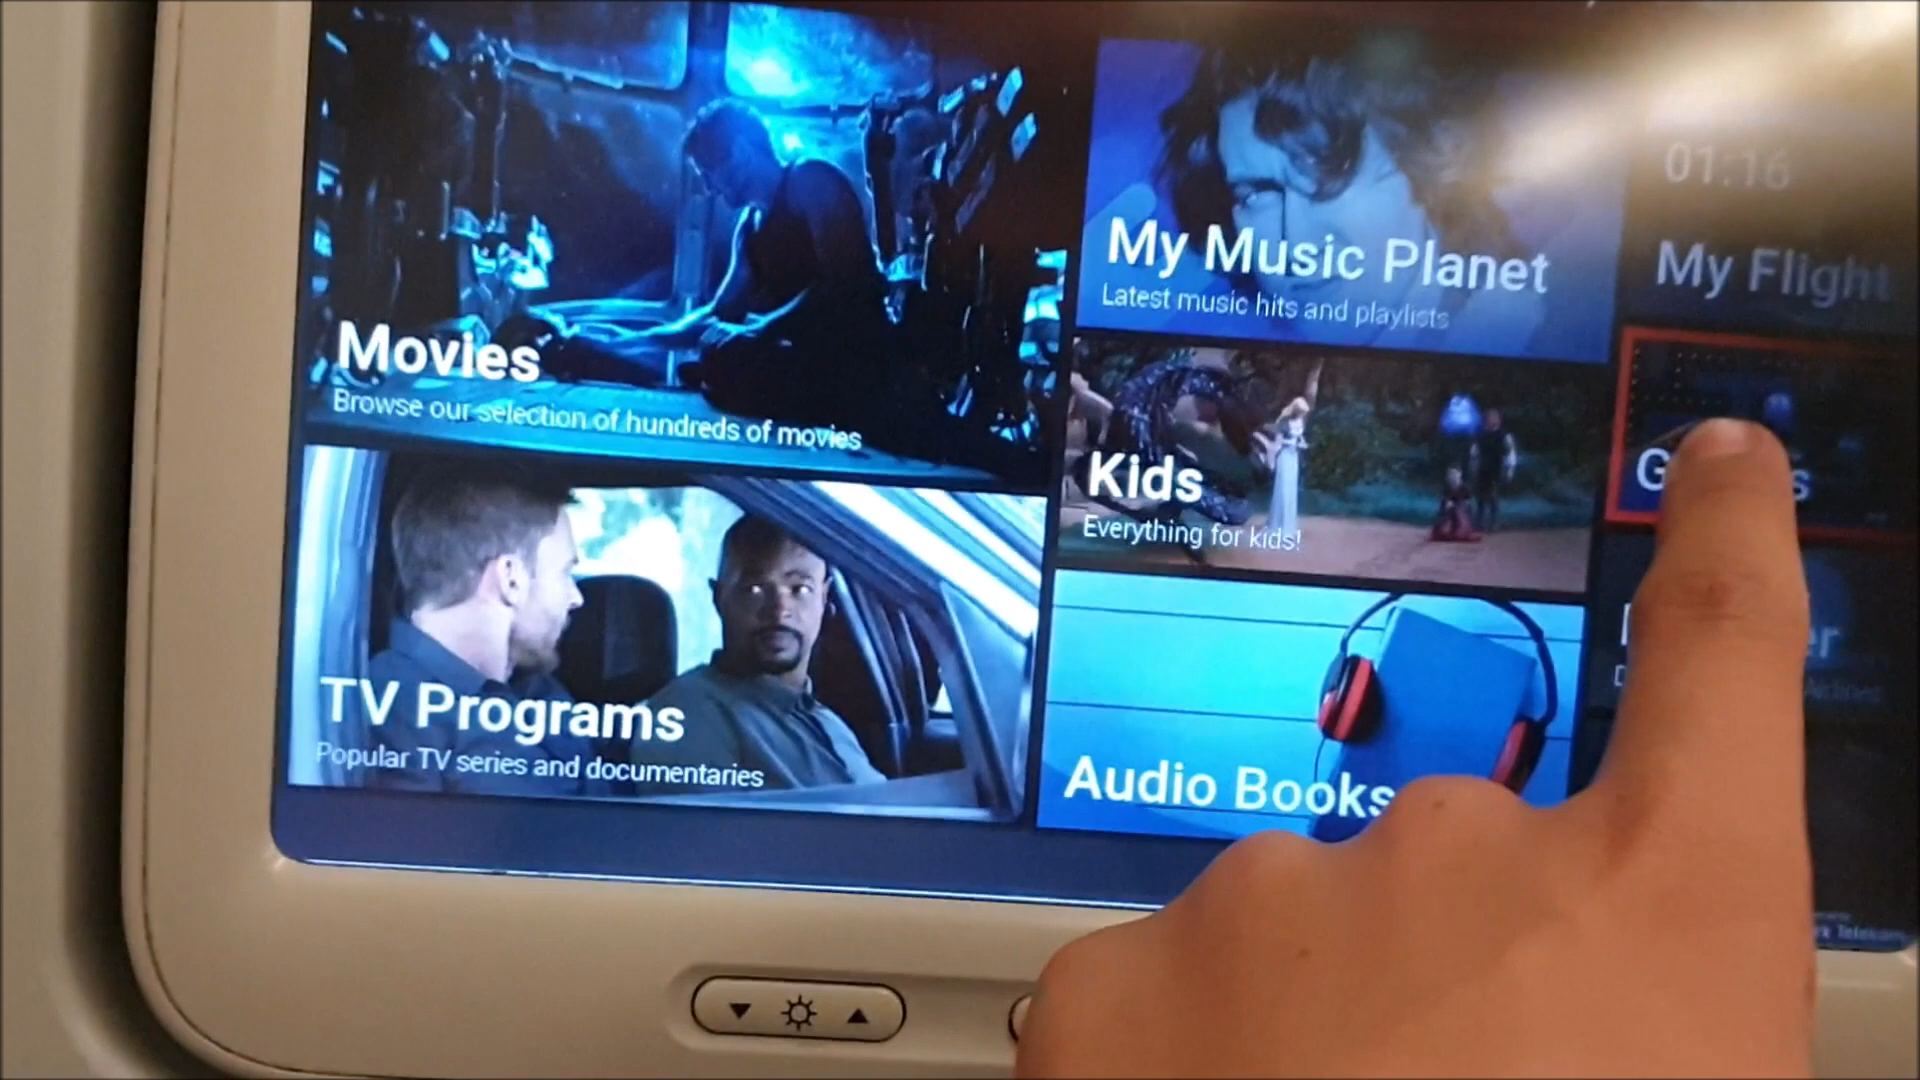 Movies
Browse our selection of hundreds of movies
TV Programs
Popular TV series and documentaries
My Music Planet
Latest music hits and playlists
Kids
Everything for kids!
Audio Books
01:16
My Flight
Telekom